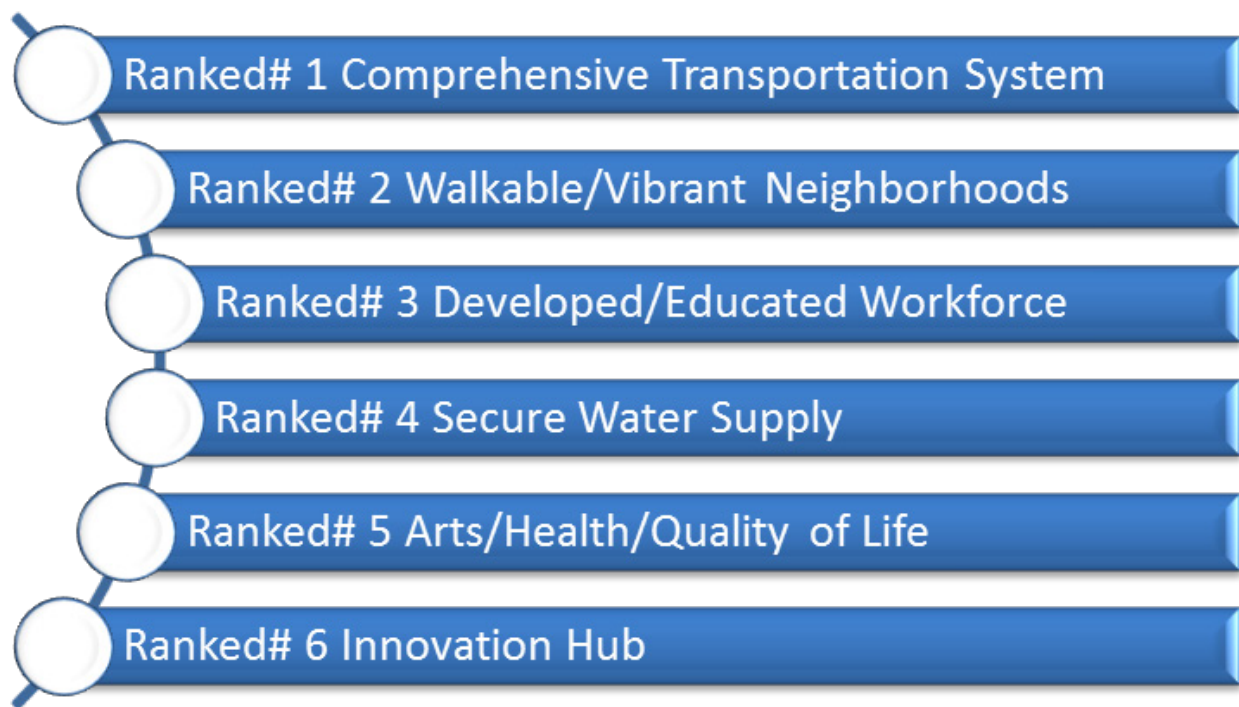 Ranked# 1 Comprehensive Transportation System
Ranked# 2 Walkable/Vibrant Neighborhoods
Ranked# 3 Developed/Educated Workforce
Ranked# 4 Secure Water Supply
Ranked# 5 Arts/Health/Quality of Life
Ranked# 6 Innovation Hub